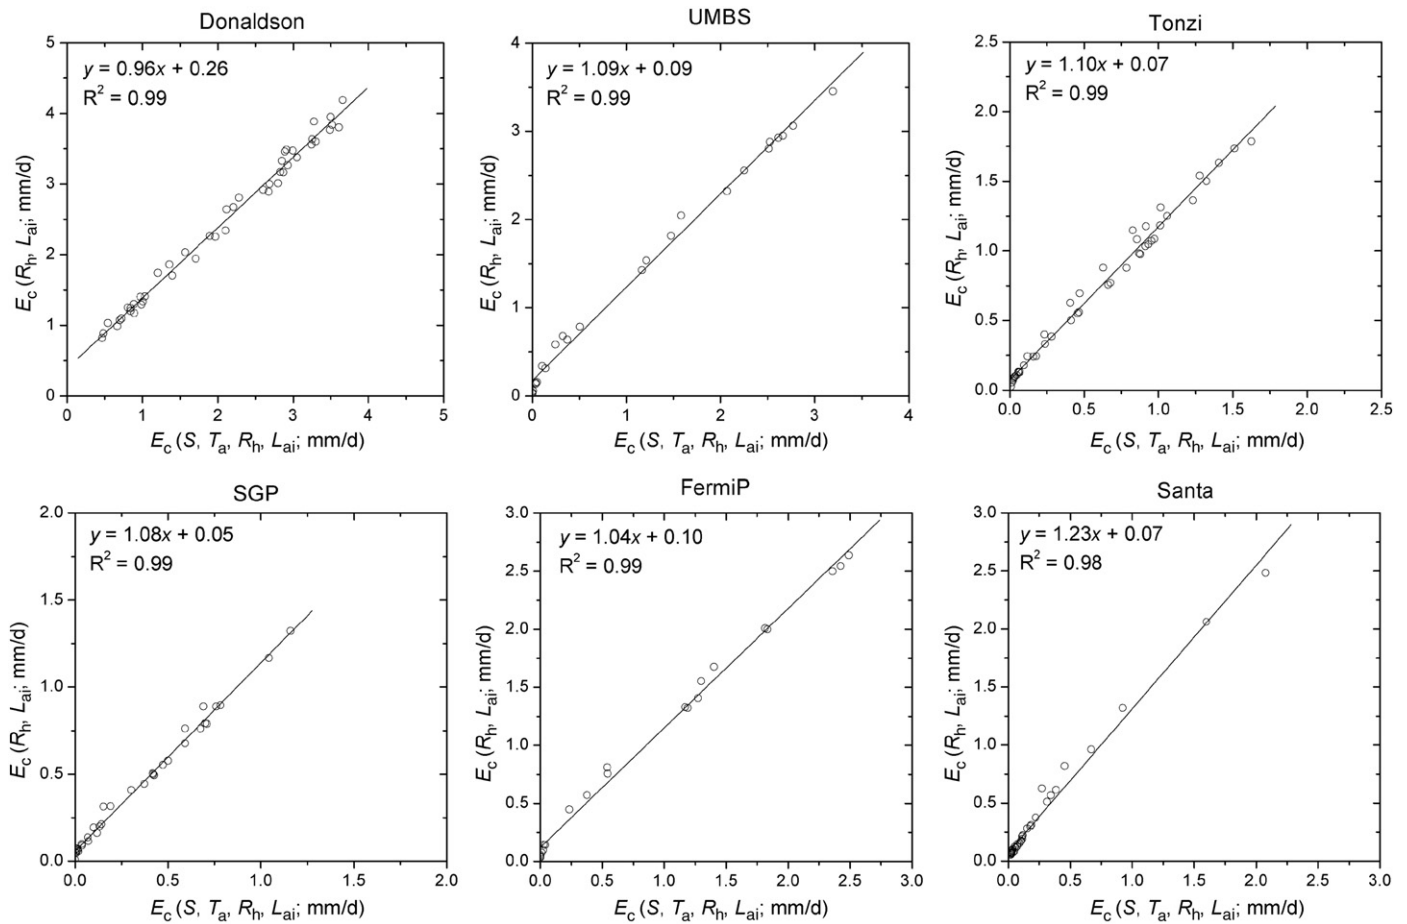 Donaldson
5
4
3
2
1
0
0 1 2 3 4 5
y = 0.96x + 0.26
R² = 0.99
E_c (R_h, L_ai; mm/d)
E_c (S, T_a, R_h, L_ai; mm/d)
UMBS
4
3
2
1
0
0 1 2 3 4
y = 1.09x + 0.09
R² = 0.99
E_c (R_h, L_ai; mm/d)
E_c (S, T_a, R_h, L_ai; mm/d)
Tonzi
2.5
2.0
1.5
1.0
0.5
0.0
0.0 0.5 1.0 1.5 2.0 2.5
y = 1.10x + 0.07
R² = 0.99
E_c (R_h, L_ai; mm/d)
E_c (S, T_a, R_h, L_ai; mm/d)
SGP
2.0
1.5
1.0
0.5
0.0
0.0 0.5 1.0 1.5 2.0
y = 1.08x + 0.05
R² = 0.99
E_c (R_h, L_ai; mm/d)
E_c (S, T_a, R_h, L_ai; mm/d)
FermiP
3.0
2.5
2.0
1.5
1.0
0.5
0.0
0.0 0.5 1.0 1.5 2.0 2.5 3.0
y = 1.04x + 0.10
R² = 0.99
E_c (R_h, L_ai; mm/d)
E_c (S, T_a, R_h, L_ai; mm/d)
Santa
3.0
2.5
2.0
1.5
1.0
0.5
0.0
0.0 0.5 1.0 1.5 2.0 2.5 3.0
y = 1.23x + 0.07
R² = 0.98
E_c (R_h, L_ai; mm/d)
E_c (S, T_a, R_h, L_ai; mm/d)